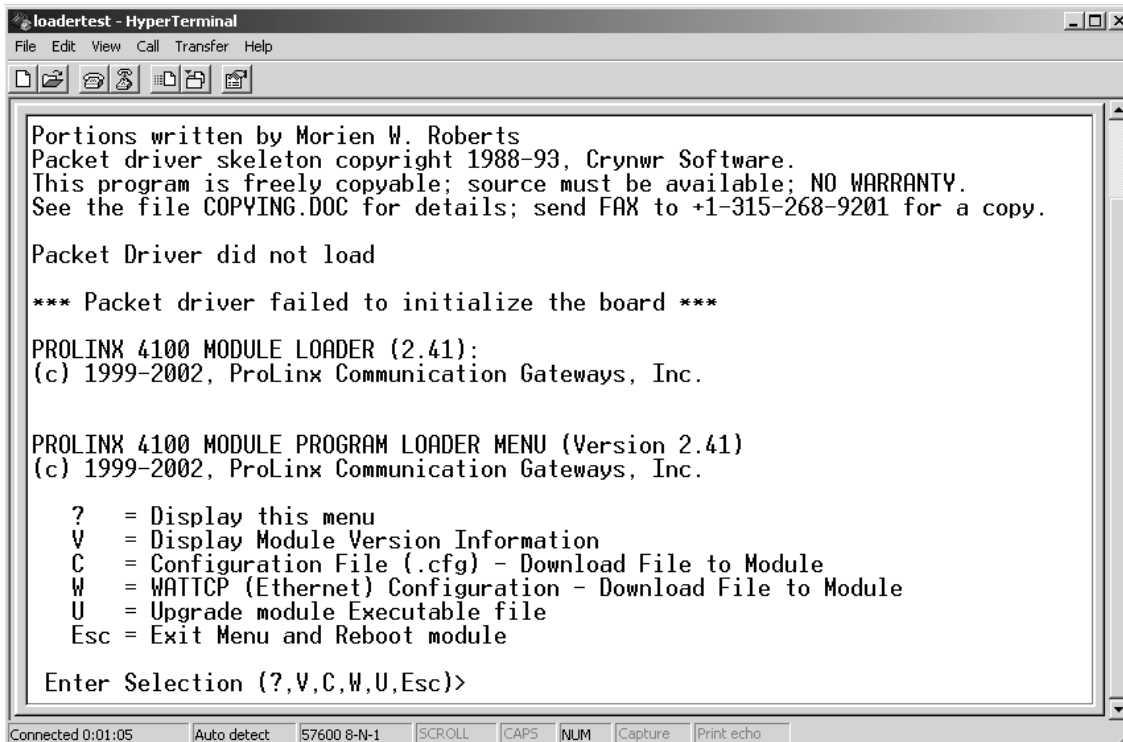 loadertest - HyperTerminal
File Edit View Call Transfer Help
Portions written by Morien W. Roberts
Packet driver skeleton copyright 1988-93, Crynwr Software.
This program is freely copyable; source must be available; NO WARRANTY.
See the file COPYING.DOC for details; send FAX to +1-315-268-9201 for a copy.
Packet Driver did not load
*** Packet driver failed to initialize the board ***
PROLINX 4100 MODULE LOADER (2.41):
(c) 1999-2002, ProLinx Communication Gateways, Inc.
PROLINX 4100 MODULE PROGRAM LOADER MENU (Version 2.41)
(c) 1999-2002, ProLinx Communication Gateways, Inc.
? = Display this menu
V = Display Module Version Information
C = Configuration File (.cfg) - Download File to Module
W = WATTCP (Ethernet) Configuration - Download File to Module
U = Upgrade module Executable file
Esc = Exit Menu and Reboot module
Enter Selection (?,V,C,W,U,Esc)>
Connected 0:01:05 Auto detect 57600 8-N-1 SCROLL CAPS NUM Capture Print echo